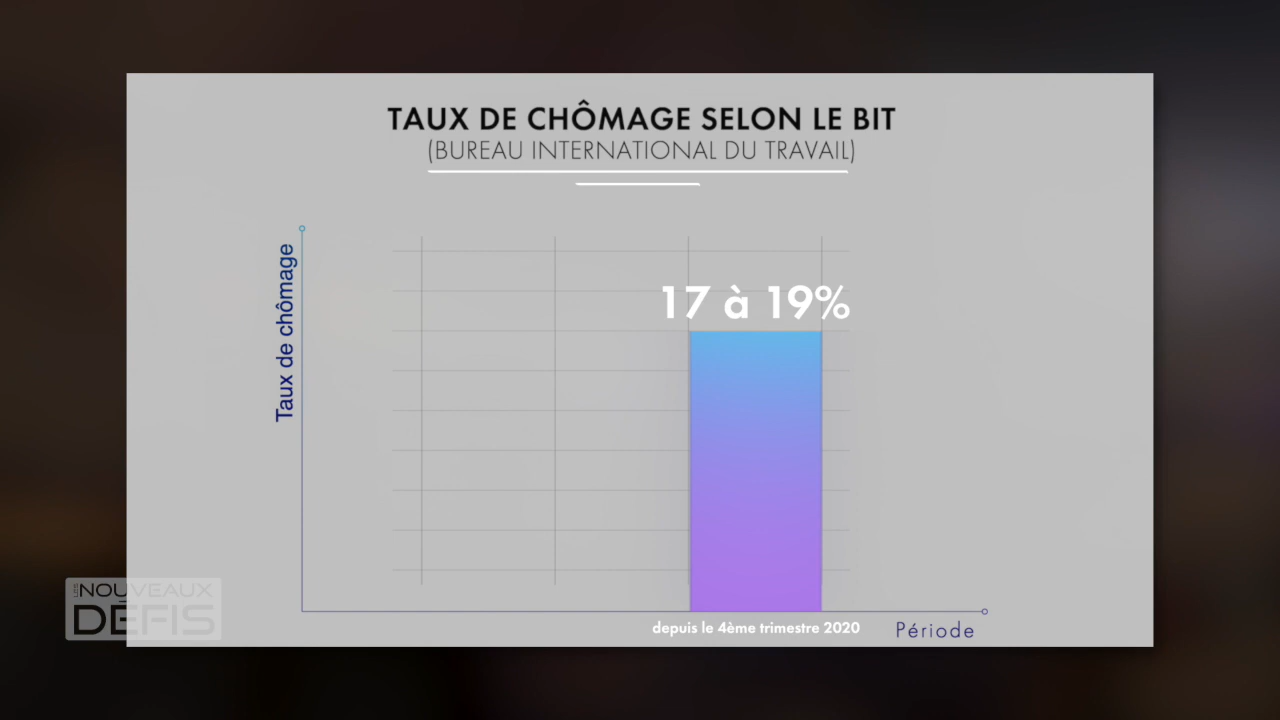 TAUX DE CHÔMAGE SELON LE BIT
(BUREAU INTERNATIONAL DU TRAVAIL)
Taux de chômage
17 à 19%
depuis le 4ème trimestre 2020
Période
LES NOUVEAUX
DÉFIS